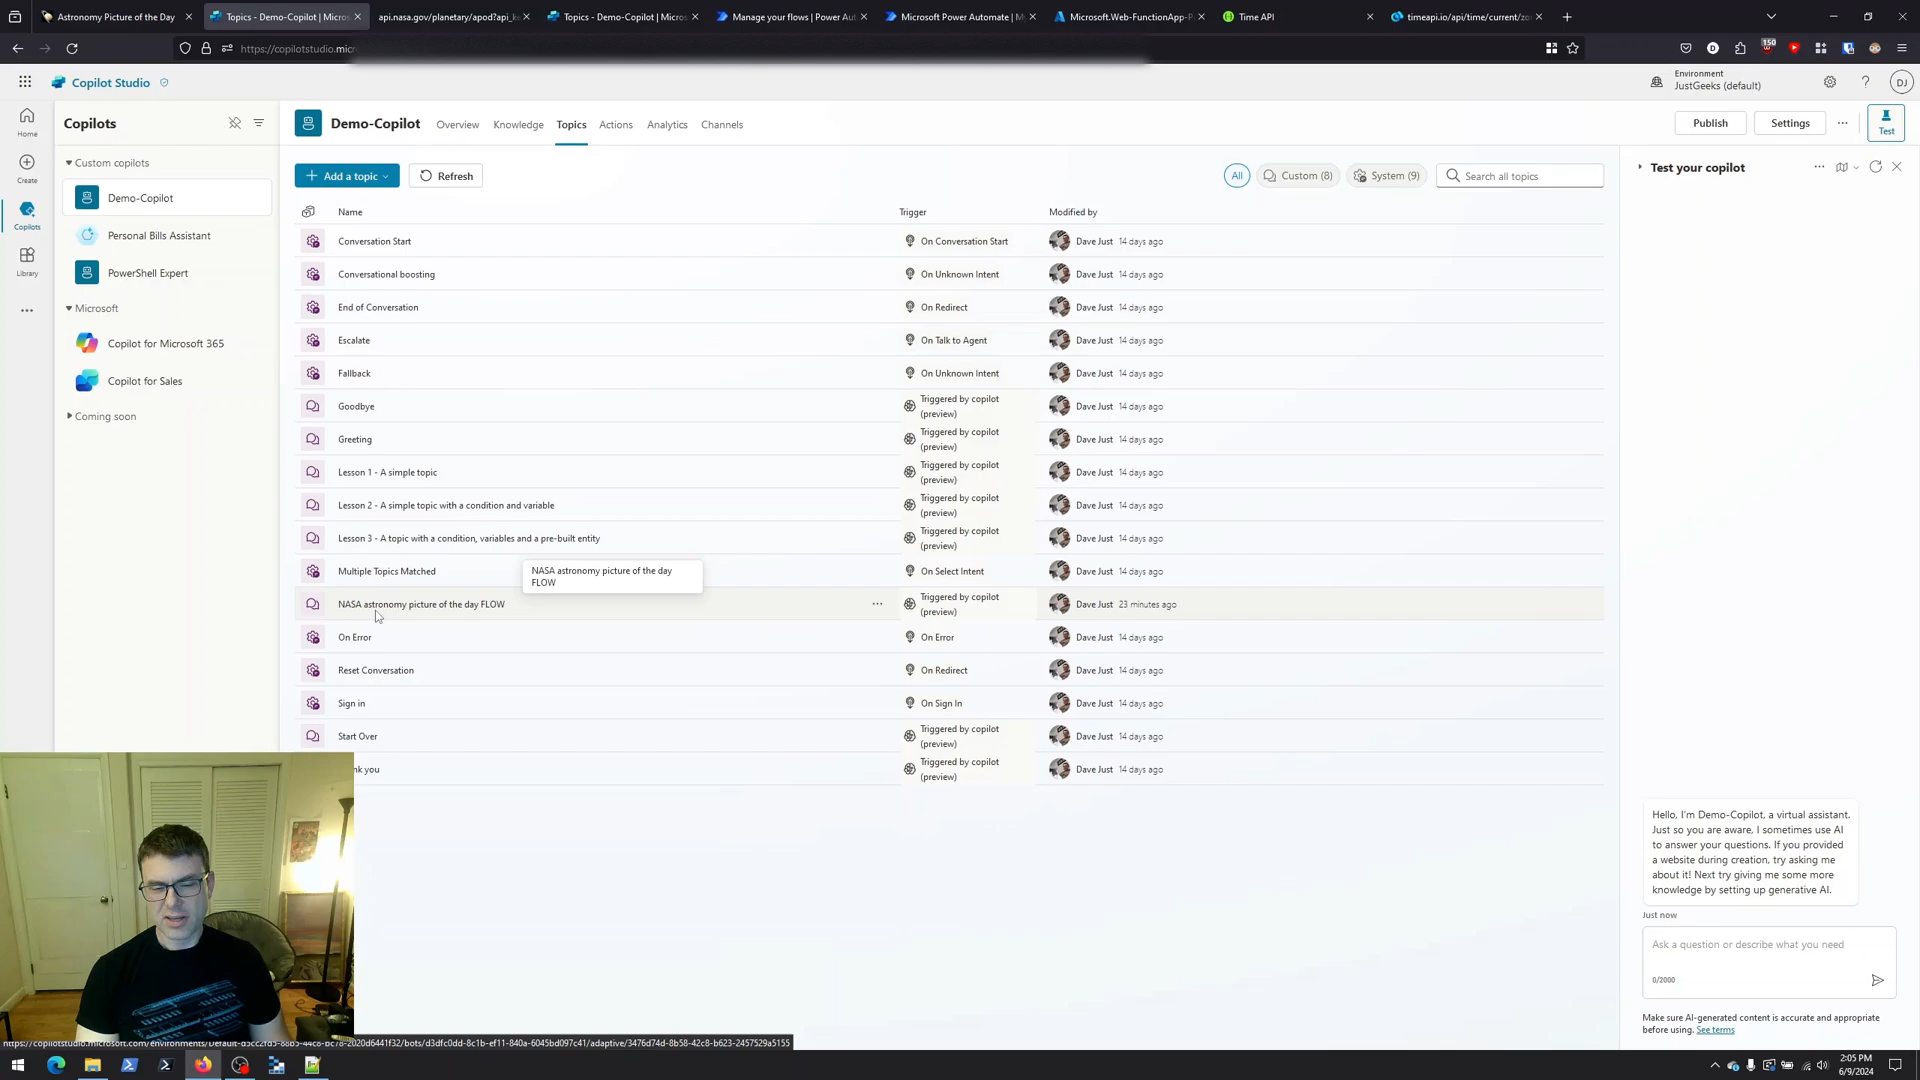 Astronomy Picture of the Day
Topics - Demo-Copilot | Microsoft
api.nasa.gov/planetary/apod?api_k
Topics - Demo-Copilot | Microsoft
Manage your flows | Power Aut
Microsoft Power Automate | M
Microsoft.Web-FunctionApp-P
Time API
timeapi.io/api/time/current/zo
https://copilotstudio.micr
150
Copilot Studio
Environment
JustGeeks (default)
DJ
Home
Create
Copilots
Library
Copilots
Custom copilots
Demo-Copilot
Personal Bills Assistant
PowerShell Expert
Microsoft
Copilot for Microsoft 365
Copilot for Sales
Coming soon
Demo-Copilot Overview Knowledge Topics Actions Analytics Channels
Publish Settings Test
Add a topic Refresh
All Custom (8) System (9) Search all topics
Name Trigger Modified by
Conversation Start On Conversation Start Dave Just 14 days ago
Conversational boosting On Unknown Intent Dave Just 14 days ago
End of Conversation On Redirect Dave Just 14 days ago
Escalate On Talk to Agent Dave Just 14 days ago
Fallback On Unknown Intent Dave Just 14 days ago
Goodbye Triggered by copilot (preview) Dave Just 14 days ago
Greeting Triggered by copilot (preview) Dave Just 14 days ago
Lesson 1 - A simple topic Triggered by copilot (preview) Dave Just 14 days ago
Lesson 2 - A simple topic with a condition and variable Triggered by copilot (preview) Dave Just 14 days ago
Lesson 3 - A topic with a condition, variables and a pre-built entity Triggered by copilot (preview) Dave Just 14 days ago
Multiple Topics Matched On Select Intent Dave Just 14 days ago
NASA astronomy picture of the day
FLOW
NASA astronomy picture of the day FLOW Triggered by copilot (preview) Dave Just 23 minutes ago
On Error On Error Dave Just 14 days ago
Reset Conversation On Redirect Dave Just 14 days ago
Sign in On Sign In Dave Just 14 days ago
Start Over Triggered by copilot (preview) Dave Just 14 days ago
nk you Triggered by copilot (preview) Dave Just 14 days ago
Test your copilot
Hello, I'm Demo-Copilot, a virtual assistant.
Just so you are aware, I sometimes use AI
to answer your questions. If you provided
a website during creation, try asking me
about it! Next try giving me some more
knowledge by setting up generative AI.
Just now
Ask a question or describe what you need
0/2000
Make sure AI-generated content is accurate and appropriate
before using. See terms
2:05 PM
6/9/2024